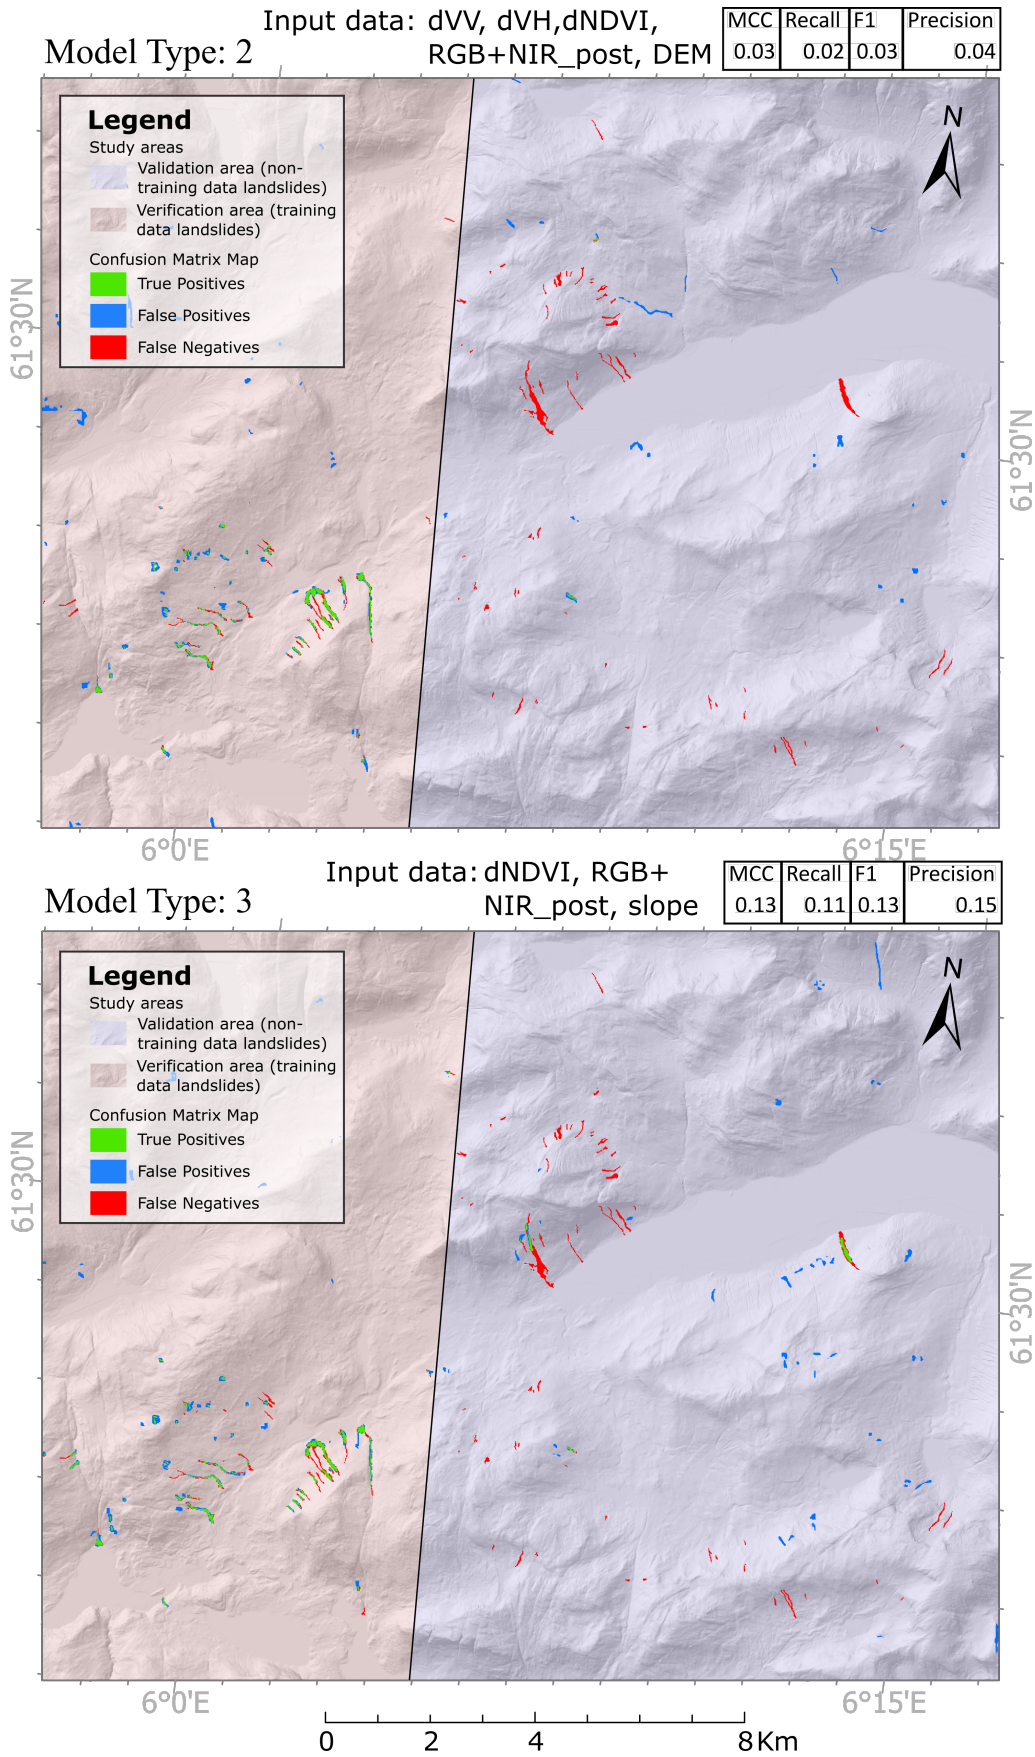 Input data: dVV, dVH,dNDVI,
Model Type: 2
RGB+NIR_post, DEM
MCC Recall F1 Precision
0.03 0.02 0.03 0.04
Legend
Study areas
Validation area (non-
training data landslides)
Verification area (training
data landslides)
Confusion Matrix Map
True Positives
False Positives
False Negatives
N
61°30'N
61°30'N
6°0'E
6°15'E
Input data: dNDVI, RGB+
Model Type: 3
NIR_post, slope
MCC Recall F1 Precision
0.13 0.11 0.13 0.15
Legend
Study areas
Validation area (non-
training data landslides)
Verification area (training
data landslides)
Confusion Matrix Map
True Positives
False Positives
False Negatives
N
61°30'N
61°30'N
6°0'E
6°15'E
0 2 4 8 Km